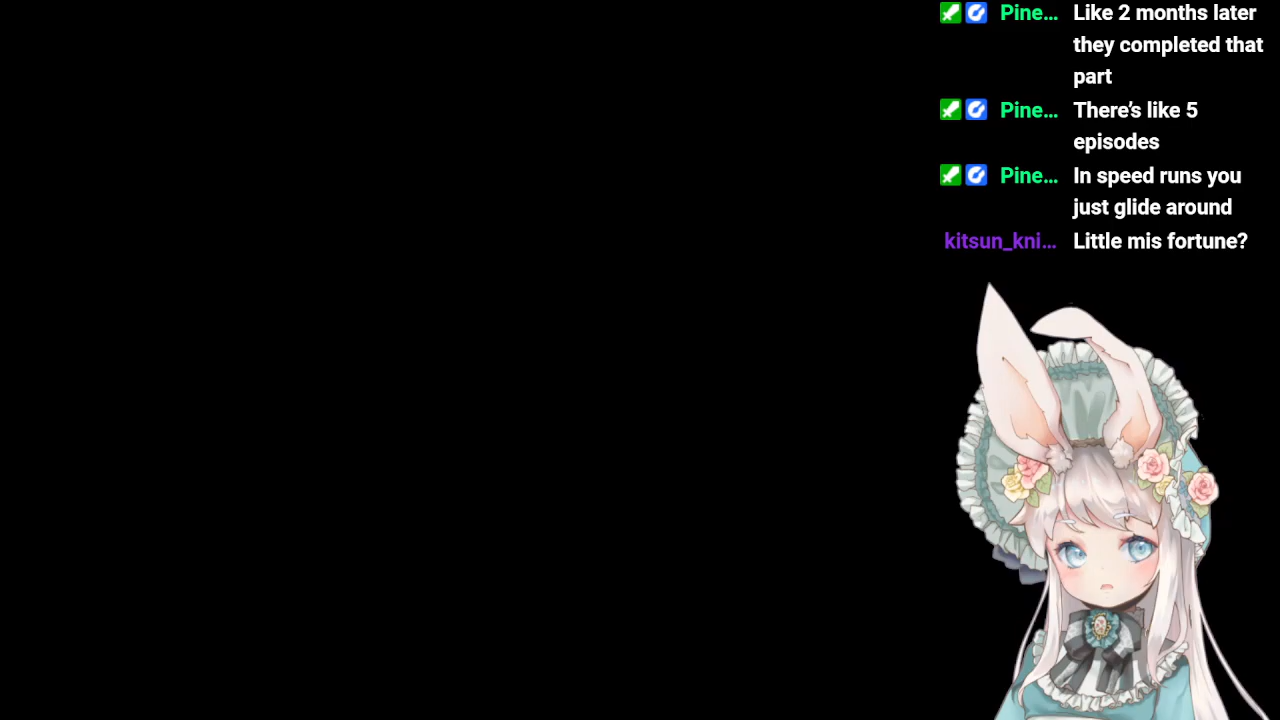 Pine... Like 2 months later
they completed that
part
Pine... There's like 5
episodes
Pine... In speed runs you
just glide around
kitsun_kni... Little mis fortune?